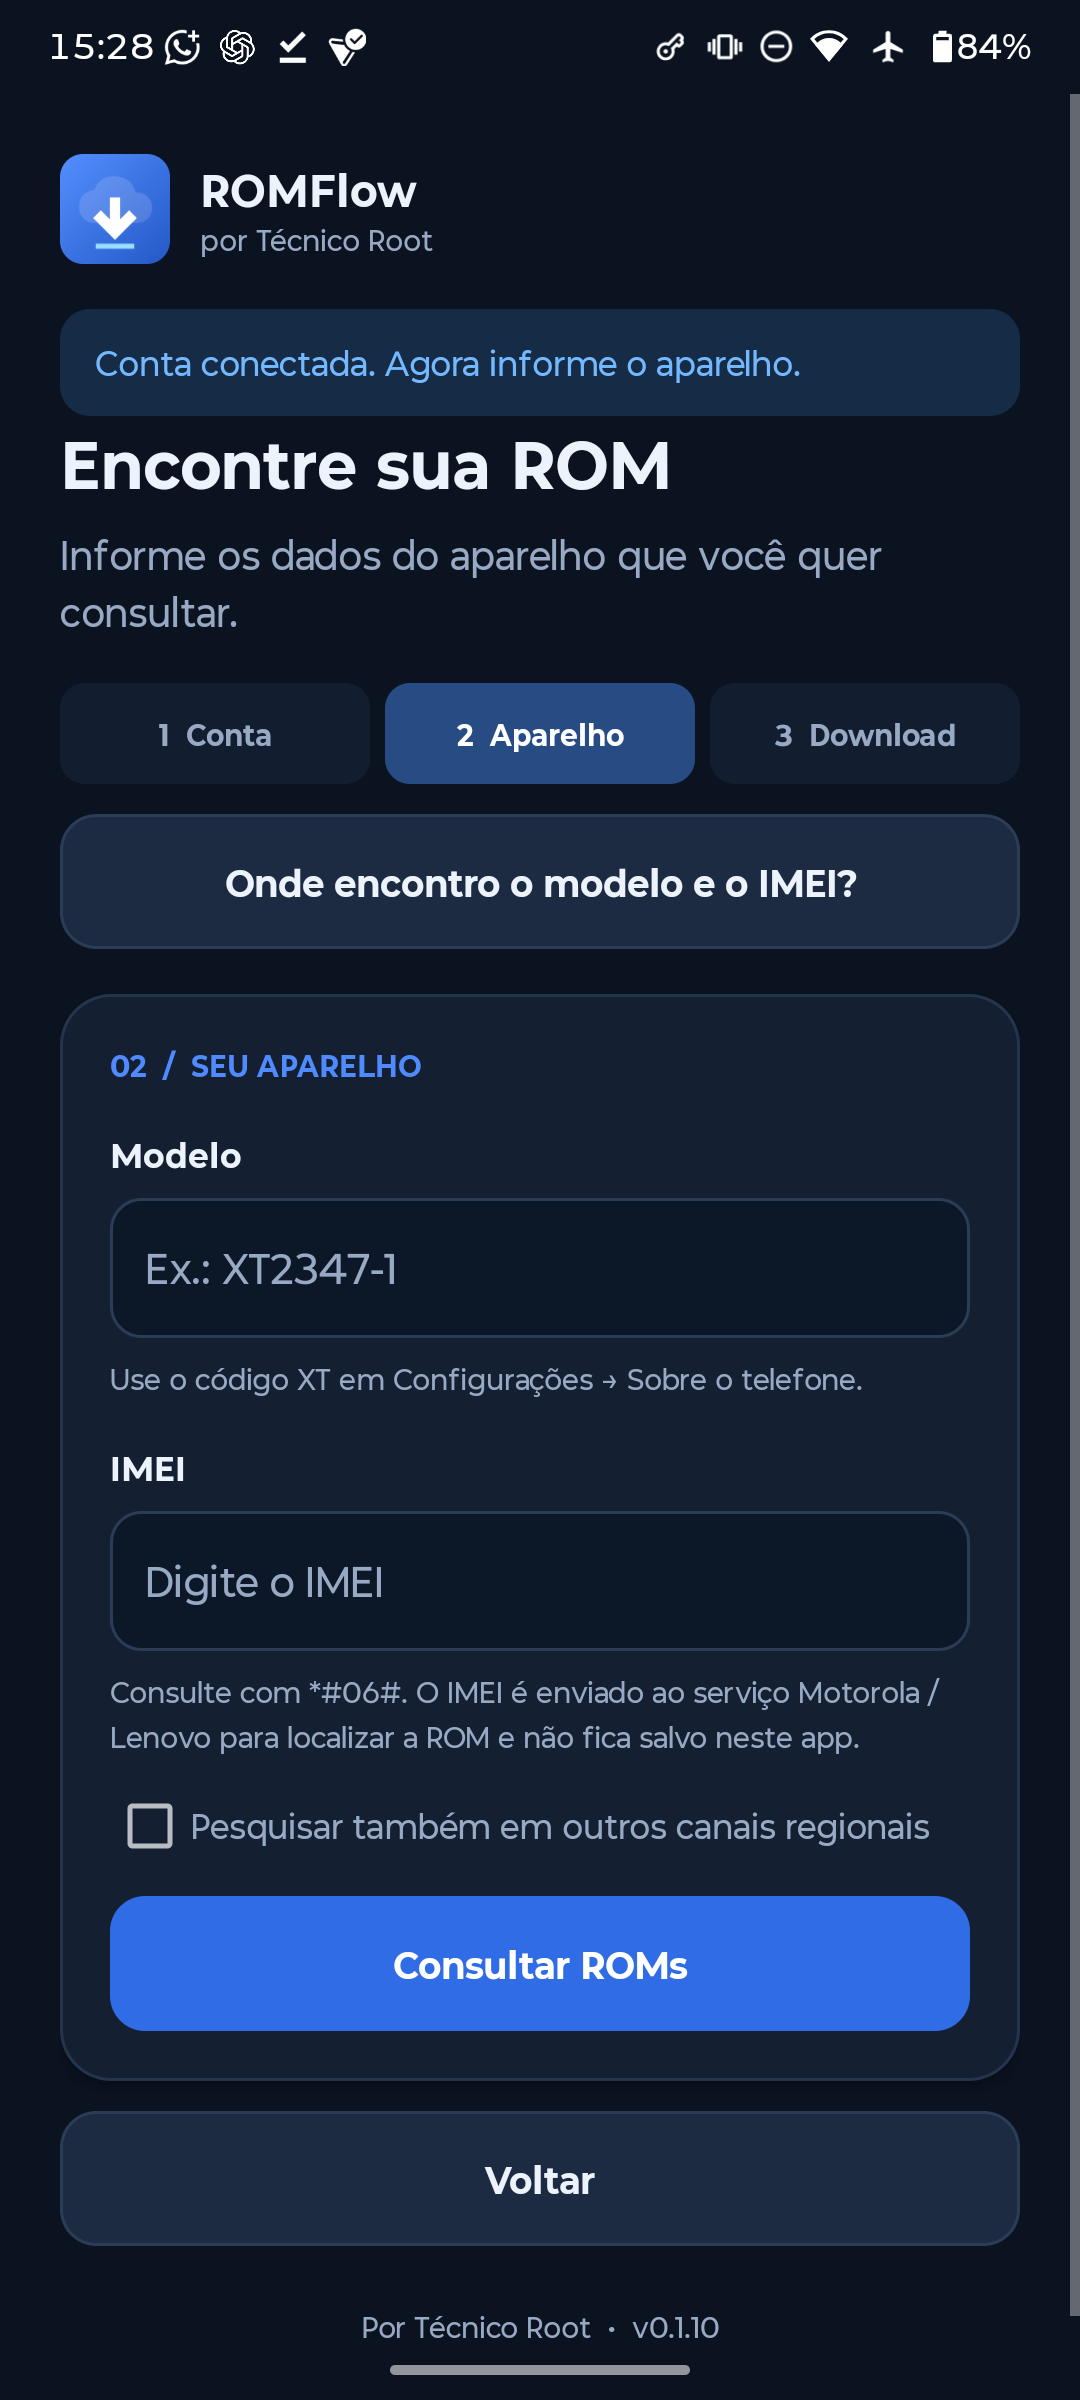 15:28
84%
ROMFlow
por Técnico Root
Conta conectada. Agora informe o aparelho.
Encontre sua ROM
Informe os dados do aparelho que você quer
consultar.
1 Conta
2 Aparelho
3 Download
Onde encontro o modelo e o IMEI?
02 / SEU APARELHO
Modelo
Ex.: XT2347-1
Use o código XT em Configurações → Sobre o telefone.
IMEI
Digite o IMEI
Consulte com *#06#. O IMEI é enviado ao serviço Motorola /
Lenovo para localizar a ROM e não fica salvo neste app.
Pesquisar também em outros canais regionais
Consultar ROMs
Voltar
Por Técnico Root • v0.1.10